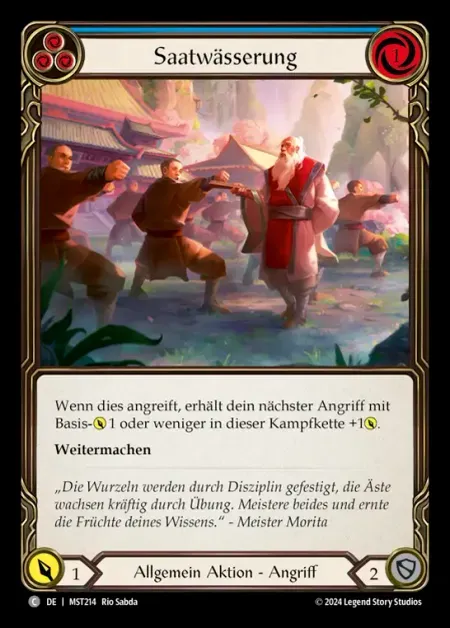 Saatwässerung
1
Wenn dies angreift, erhält dein nächster Angriff mit
Basis- 1 oder weniger in dieser Kampfkette +1 .
Weitermachen
„Die Wurzeln werden durch Disziplin gefestigt, die Äste
wachsen kräftig durch Übung. Meistere beides und ernte
die Früchte deines Wissens.“ - Meister Morita
1 Allgemein Aktion - Angriff 2
C DE | MST214 Rio Sabda © 2024 Legend Story Studios